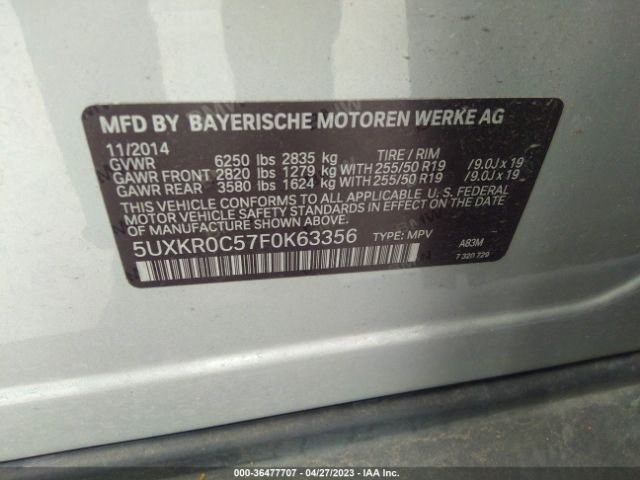 MFD BY BAYERISCHE MOTOREN WERKE AG
11/2014
GVWR 6250 lbs 2835 kg TIRE / RIM
GAWR FRONT 2820 lbs 1279 kg WITH 255/50 R19 / 9.0J x 19
GAWR REAR 3580 lbs 1624 kg WITH 255/50 R19 / 9.0J x 19
THIS VEHICLE CONFORMS TO ALL APPLICABLE U. S. FEDERAL
MOTOR VEHICLE SAFETY STANDARDS IN EFFECT ON THE DATE
OF MANUFACTURE SHOWN ABOVE.
5UXKR0C57F0K63356 TYPE: MPV A83M
7 320 729
000-36477707 - 04/27/2023 - IAA Inc.